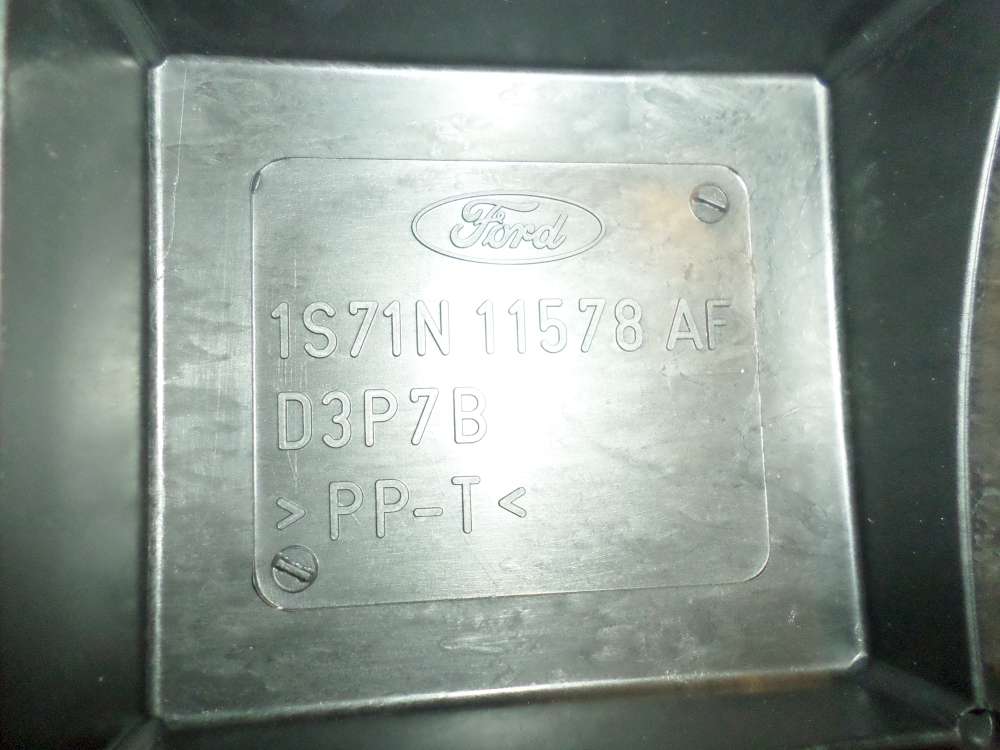 Ford
1S71N 11578 AF
D3P7B
> PP-T <